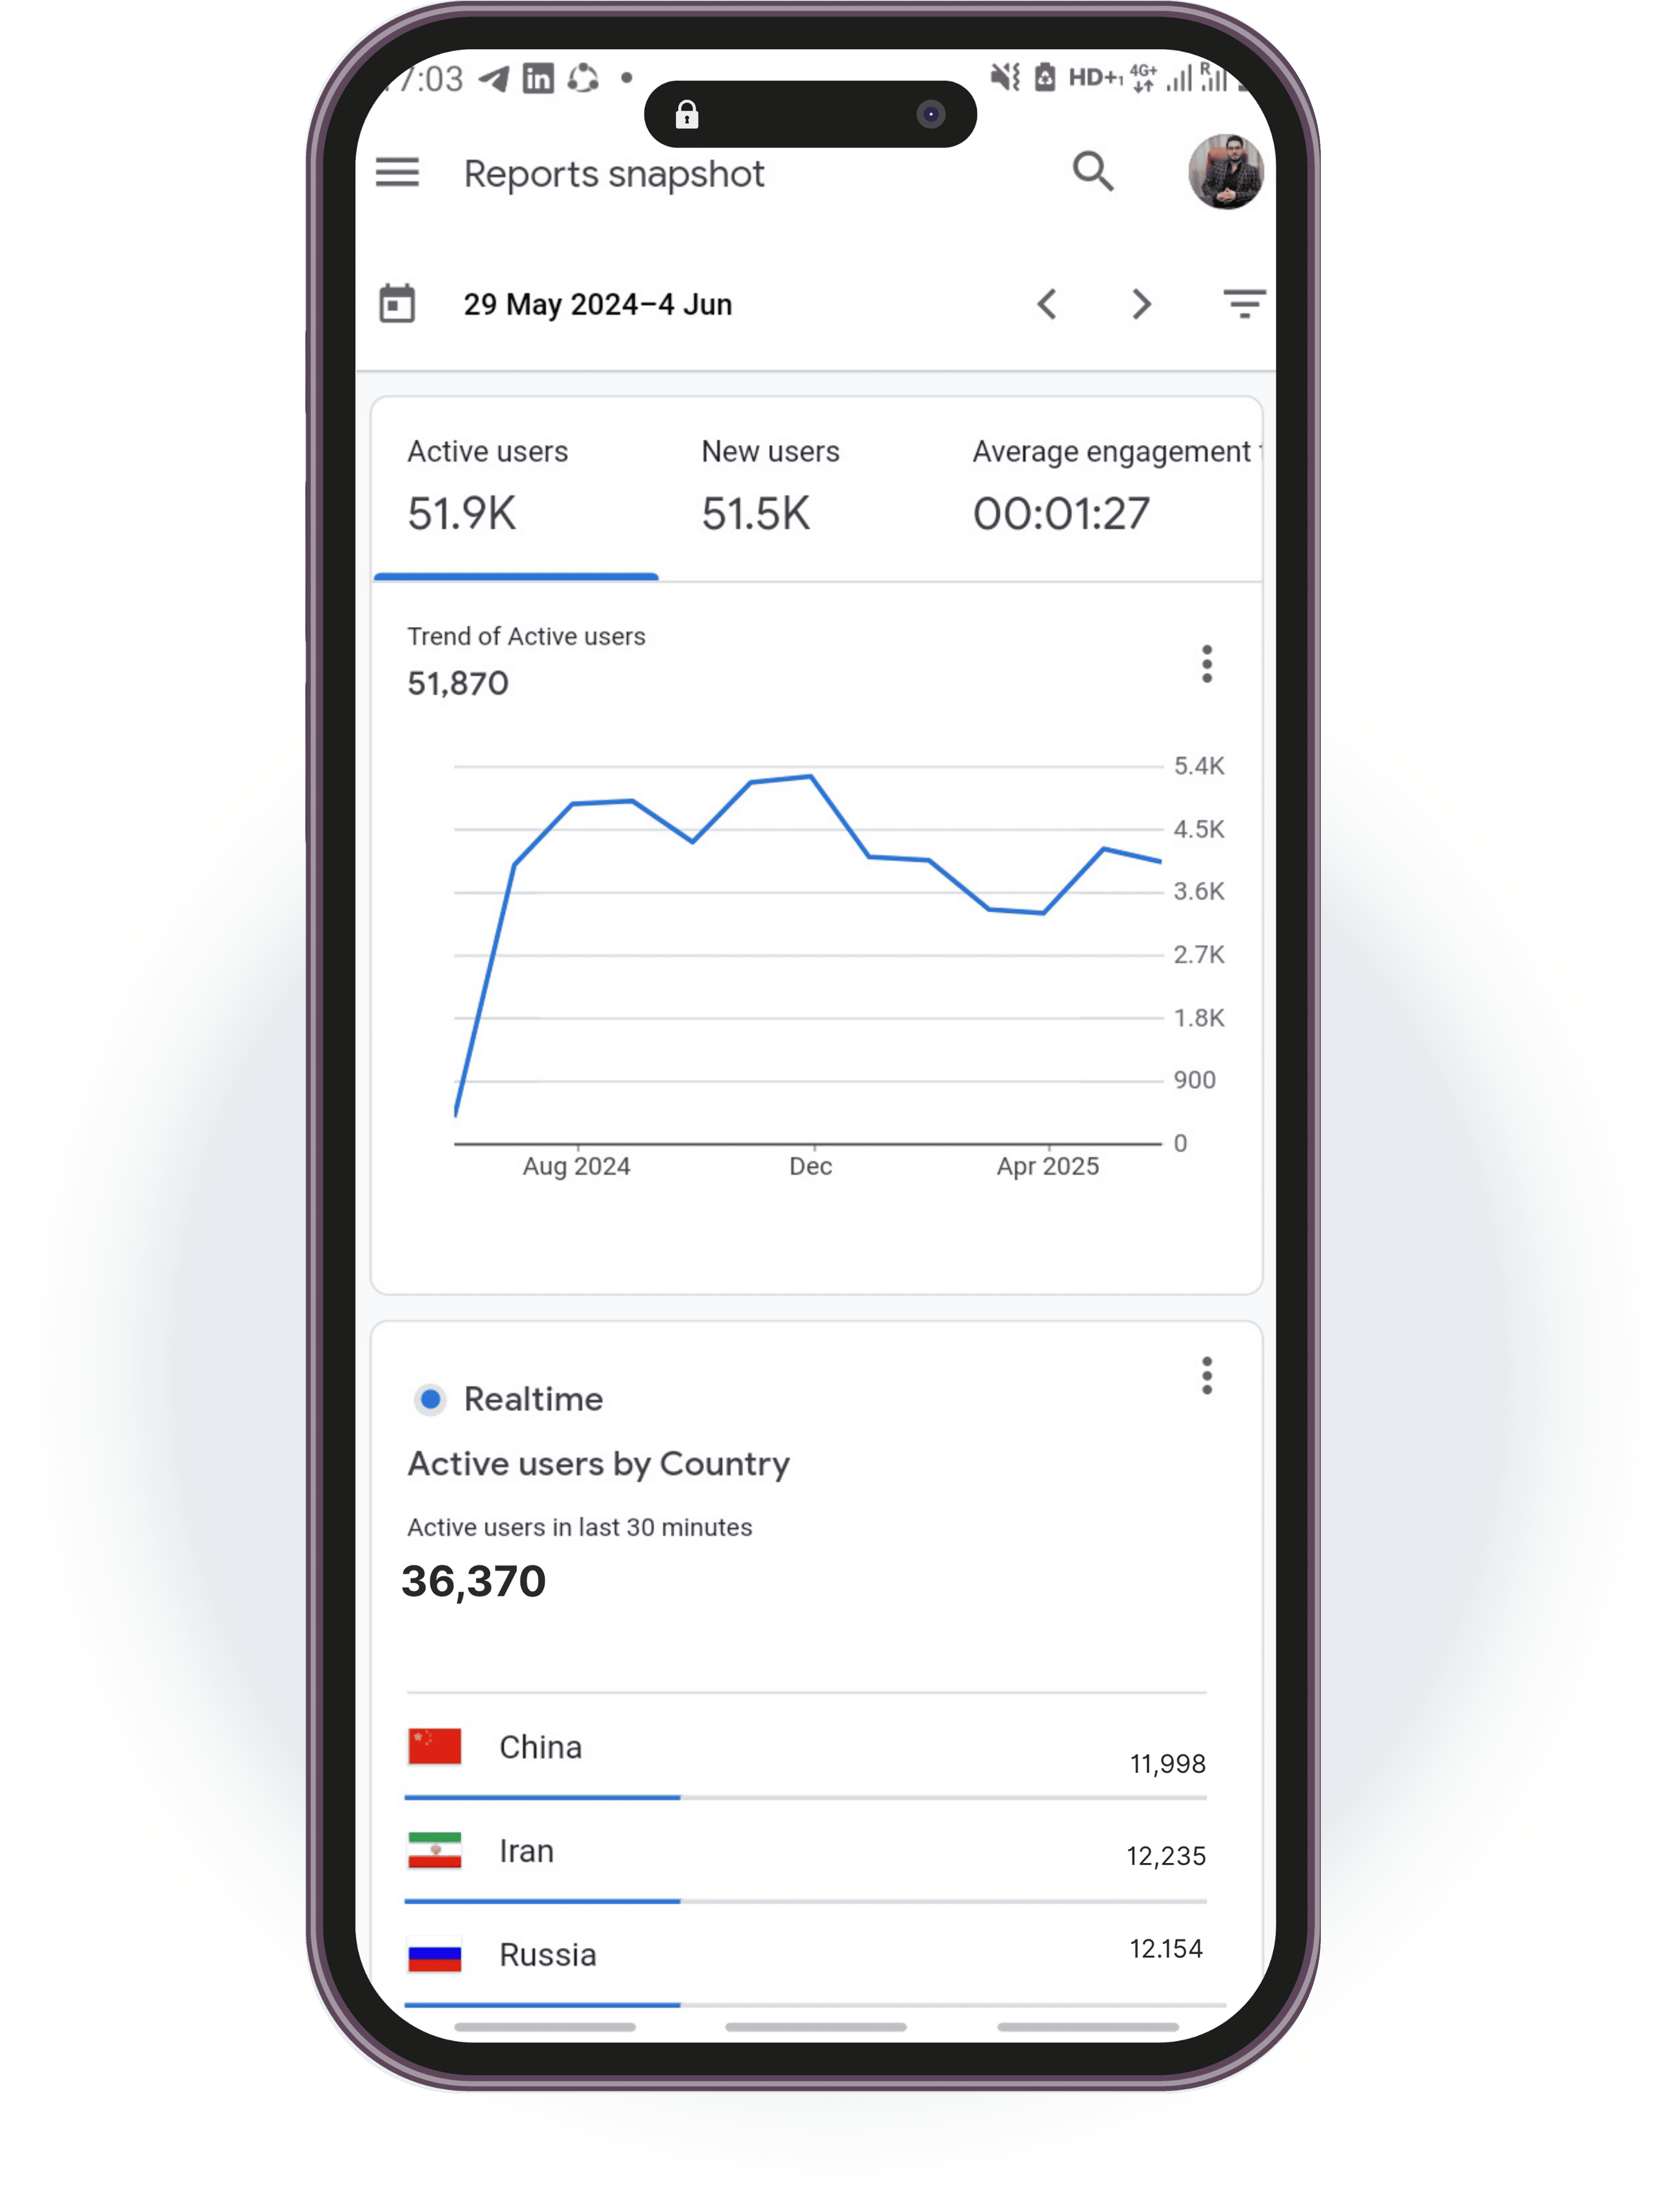 7:03 in HD+1 4G+ R
Reports snapshot
29 May 2024–4 Jun
Active users New users Average engagement
51.9K 51.5K 00:01:27
Trend of Active users
51,870
5.4K
4.5K
3.6K
2.7K
1.8K
900
0
Aug 2024 Dec Apr 2025
Realtime
Active users by Country
Active users in last 30 minutes
36,370
China 11,998
Iran 12,235
Russia 12.154